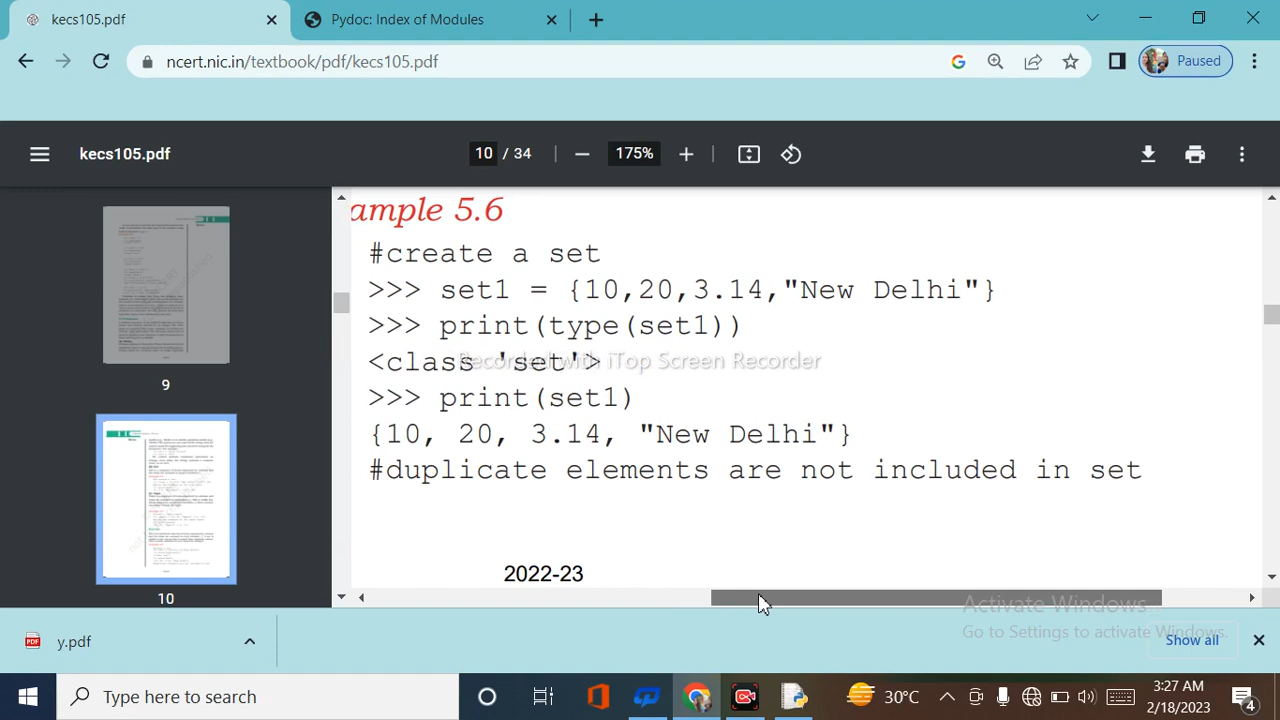 kecs105.pdf
Pydoc: Index of Modules
ncert.nic.in/textbook/pdf/kecs105.pdf
Paused
kecs105.pdf
10 / 34
175%
ample 5.6
#create a set
>>> set1 = {10,20,3.14,"New Delhi"}
>>> print(type(set1))
<class 'set'>
Recorded with iTop Screen Recorder
>>> print(set1)
{10, 20, 3.14, "New Delhi"}
#duplicate elements are not included in set
2022-23
9
10
Activate Windows
Go to Settings to activate Windows.
y.pdf
Show all
Type here to search
30°C
3:27 AM
2/18/2023
4